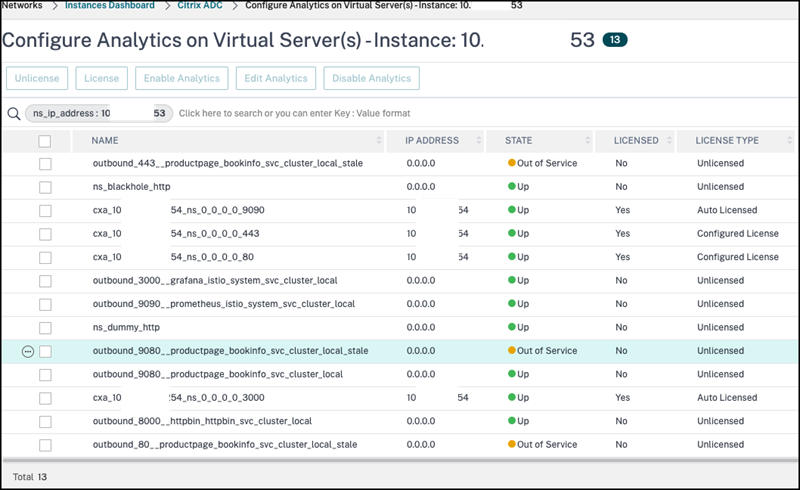 Networks > Instances Dashboard > Citrix ADC > Configure Analytics on Virtual Server(s) - Instance: 10. 53
Configure Analytics on Virtual Server(s) - Instance: 10. 53 13
Unlicense License Enable Analytics Edit Analytics Disable Analytics
ns_ip_address : 10 53 Click here to search or you can enter Key : Value format
NAME IP ADDRESS STATE LICENSED LICENSE TYPE
outbound_443__productpage_bookinfo_svc_cluster_local_stale 0.0.0.0 Out of Service No Unlicensed
ns_blackhole_http 0.0.0.0 Up No Unlicensed
cxa_10 54_ns_0_0_0_0_9090 10 54 Up Yes Auto Licensed
cxa_10 54_ns_0_0_0_0_443 10 54 Up Yes Configured License
cxa_10 54_ns_0_0_0_0_80 10 54 Up Yes Configured License
outbound_3000__grafana_istio_system_svc_cluster_local 0.0.0.0 Up No Unlicensed
outbound_9090__prometheus_istio_system_svc_cluster_local 0.0.0.0 Up No Unlicensed
ns_dummy_http 0.0.0.0 Up No Unlicensed
outbound_9080__productpage_bookinfo_svc_cluster_local_stale 0.0.0.0 Out of Service No Unlicensed
outbound_9080__productpage_bookinfo_svc_cluster_local 0.0.0.0 Up No Unlicensed
cxa_10 254_ns_0_0_0_0_3000 10 54 Up Yes Auto Licensed
outbound_8000__httpbin_httpbin_svc_cluster_local 0.0.0.0 Up No Unlicensed
outbound_80__productpage_bookinfo_svc_cluster_local_stale 0.0.0.0 Out of Service No Unlicensed
Total 13